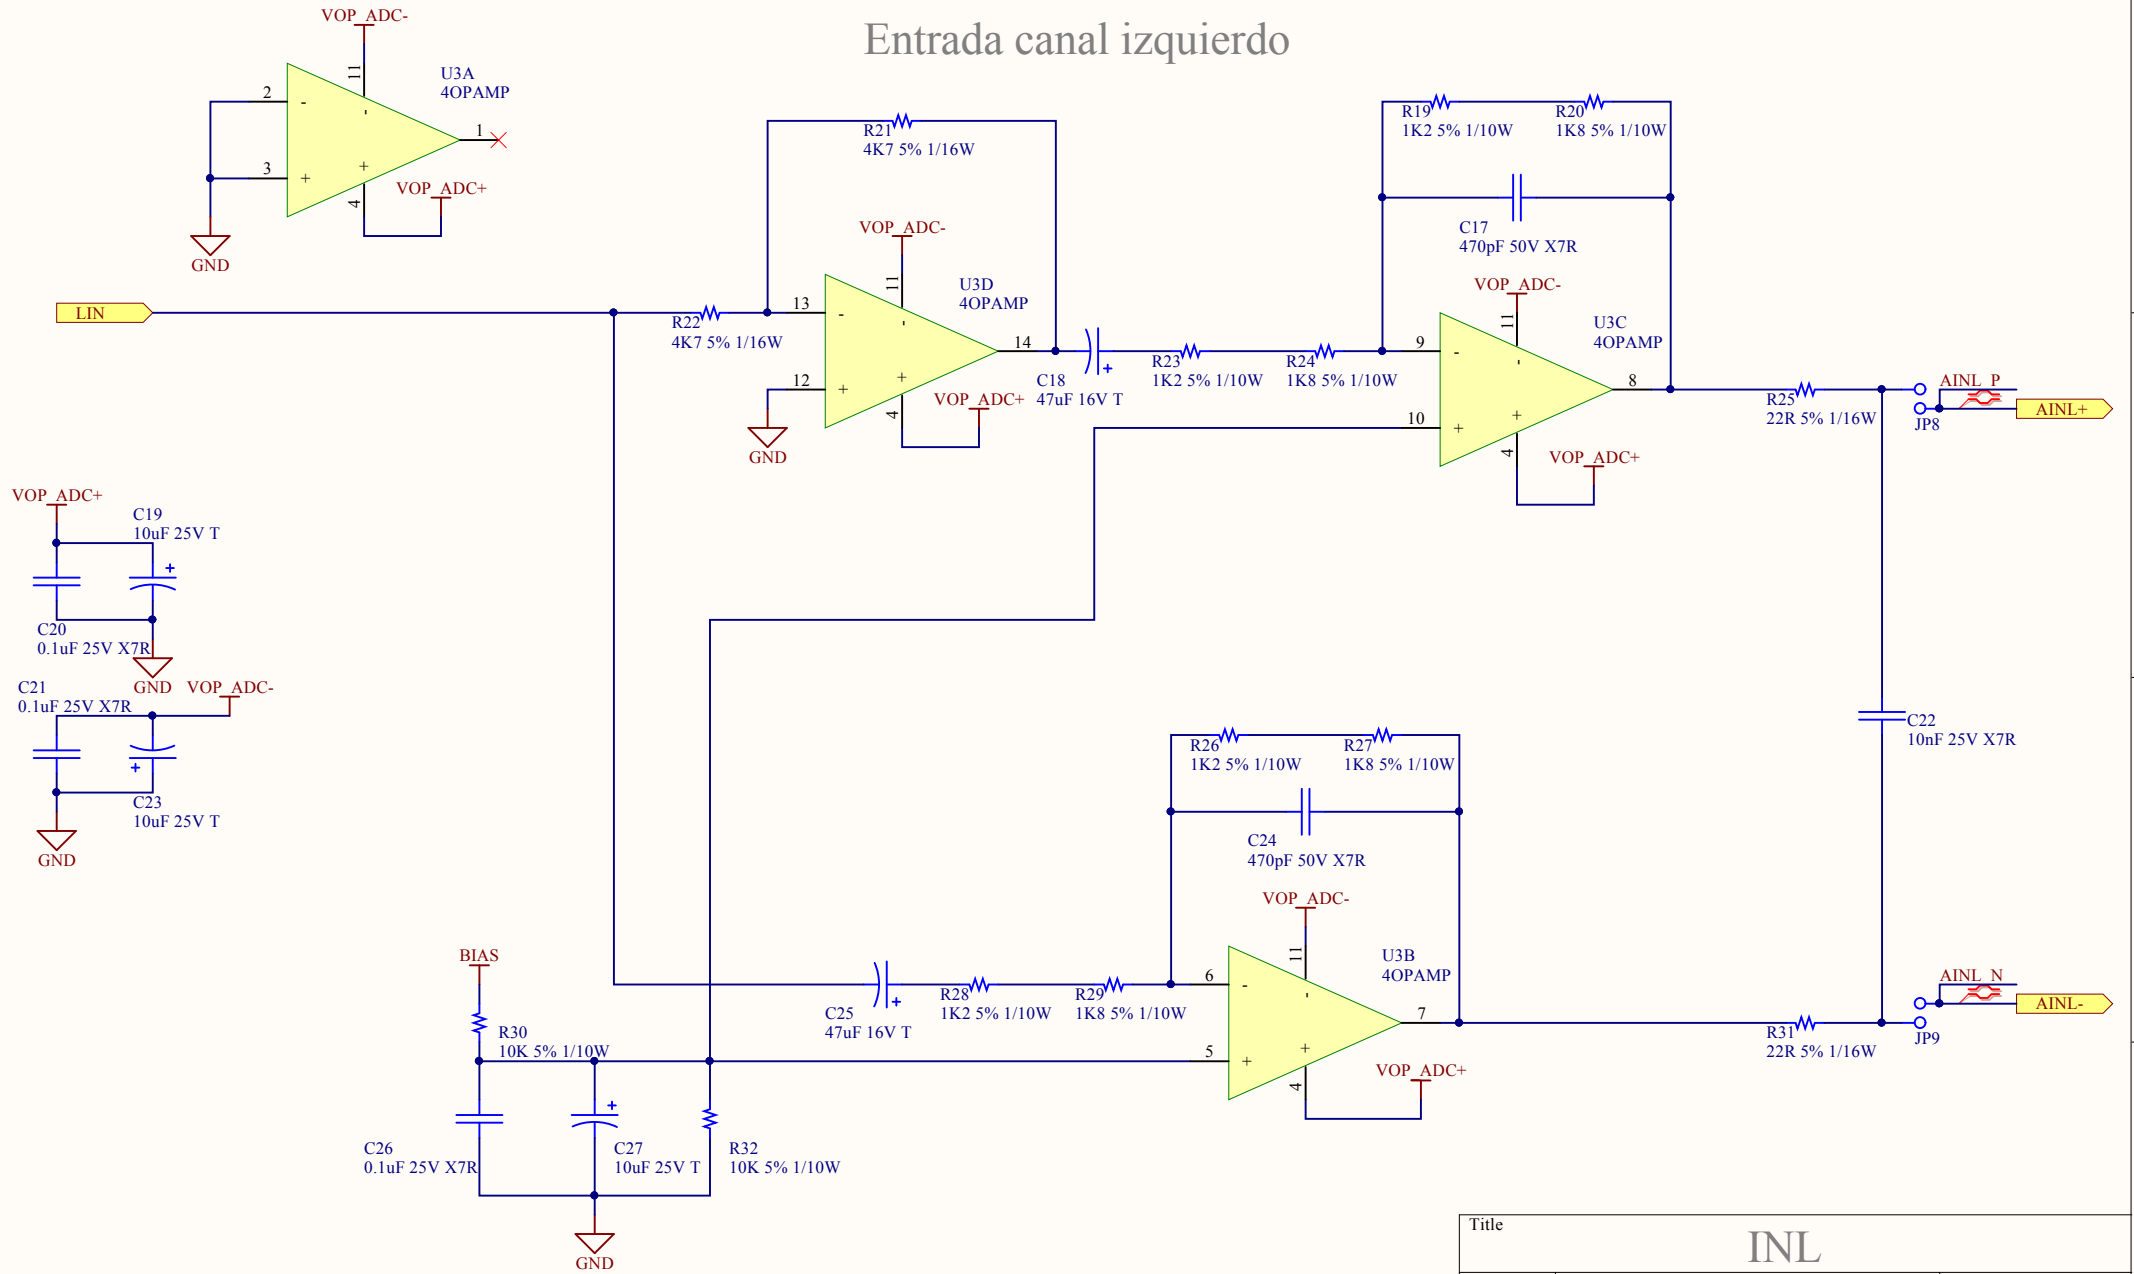 Entrada canal izquierdo
VOP_ADC-
11
U3A
4OPAMP
2
-
-
1
3
+
+
4
VOP_ADC+
GND
LIN
R21
4K7 5% 1/16W
R22
4K7 5% 1/16W
VOP_ADC-
11
U3D
4OPAMP
13
-
-
14
12
+
+
4
VOP_ADC+
GND
C18
47uF 16V T
+
R23
1K2 5% 1/10W
R24
1K8 5% 1/10W
R19
1K2 5% 1/10W
R20
1K8 5% 1/10W
C17
470pF 50V X7R
VOP_ADC-
11
U3C
4OPAMP
9
-
-
8
10
+
+
4
VOP_ADC+
R25
22R 5% 1/16W
AINL_P
AINL+
JP8
VOP_ADC+
C19
10uF 25V T
+
C20
0.1uF 25V X7R
GND
VOP_ADC-
C21
0.1uF 25V X7R
+
C23
10uF 25V T
GND
C22
10nF 25V X7R
R26
1K2 5% 1/10W
R27
1K8 5% 1/10W
C24
470pF 50V X7R
VOP_ADC-
11
U3B
4OPAMP
6
-
-
7
5
+
+
4
VOP_ADC+
BIAS
R30
10K 5% 1/10W
C25
47uF 16V T
+
R28
1K2 5% 1/10W
R29
1K8 5% 1/10W
R31
22R 5% 1/16W
AINL_N
AINL-
JP9
C26
0.1uF 25V X7R
+
C27
10uF 25V T
R32
10K 5% 1/10W
GND
Title
INL